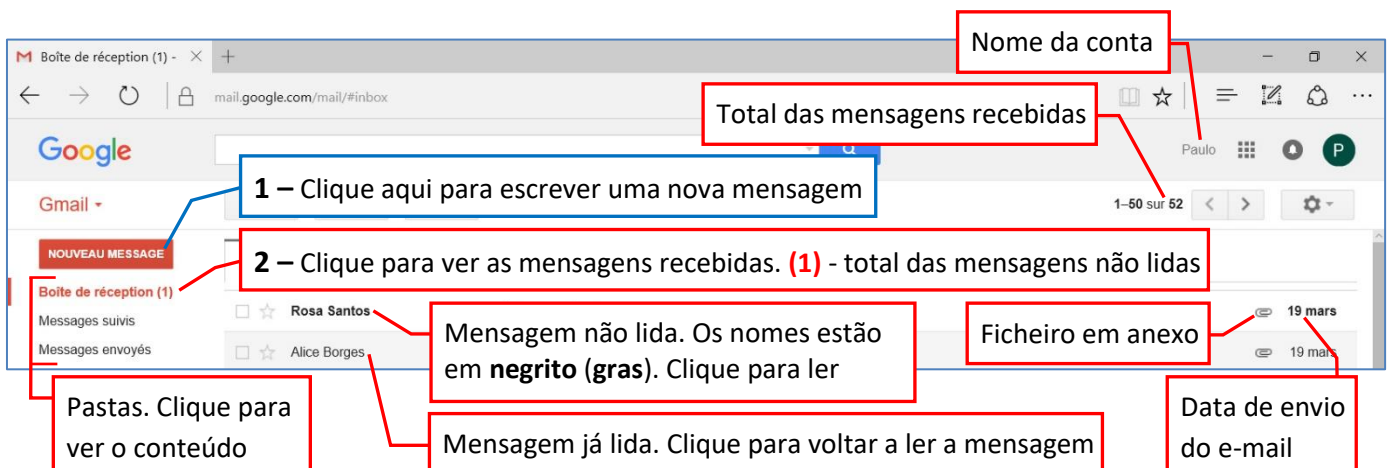 Nome da conta
Boîte de réception (1) -
mail.google.com/mail/#inbox
Total das mensagens recebidas
Google
Paulo
P
1 – Clique aqui para escrever uma nova mensagem
Gmail
1–50 sur 52
NOUVEAU MESSAGE
2 – Clique para ver as mensagens recebidas. (1) - total das mensagens não lidas
Boîte de réception (1)
Messages suivis
Messages envoyés
Rosa Santos
19 mars
Mensagem não lida. Os nomes estão
em negrito (gras). Clique para ler
Ficheiro em anexo
Alice Borges
19 mars
Pastas. Clique para
ver o conteúdo
Mensagem já lida. Clique para voltar a ler a mensagem
Data de envio
do e-mail